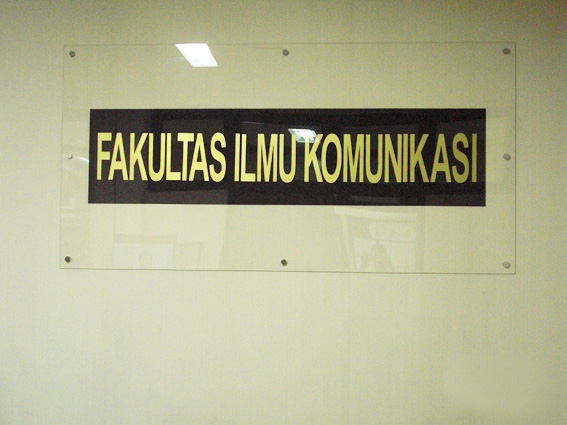 FAKULTAS ILMU KOMUNIKASI